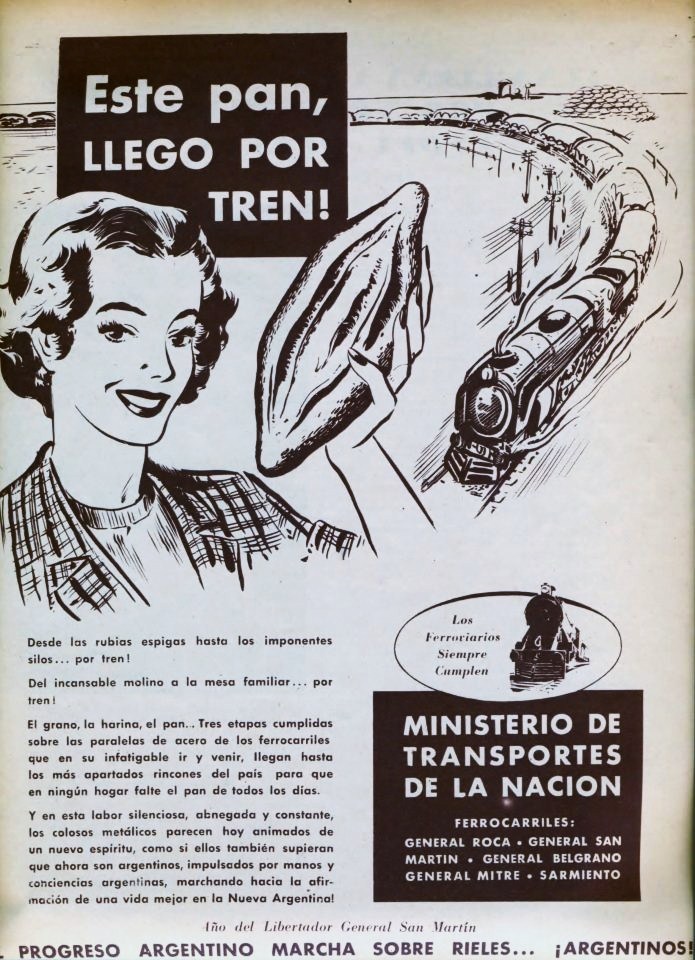 Este pan,
LLEGO POR
TREN!
Desde las rubias espigas hasta los imponentes
silos... por tren!
Del incansable molino a la mesa familiar... por
tren!
El grano, la harina, el pan... Tres etapas cumplidas
sobre las paralelas de acero de los ferrocarriles
que en su infatigable ir y venir, llegan hasta
los más apartados rincones del país para que
en ningún hogar falte el pan de todos los días.
Y en esta labor silenciosa, abnegada y constante,
los colosos metálicos parecen hoy animados de
un nuevo espíritu, como si ellos también supieran
que ahora son argentinos, impulsados por manos y
conciencias argentinas, marchando hacia la afir-
mación de una vida mejor en la Nueva Argentina!
Los
Ferroviarios
Siempre
Cumplen
MINISTERIO DE
TRANSPORTES
DE LA NACION
FERROCARRILES:
GENERAL ROCA • GENERAL SAN
MARTIN • GENERAL BELGRANO
GENERAL MITRE • SARMIENTO
Año del Libertador General San Martín
PROGRESO ARGENTINO MARCHA SOBRE RIELES... ¡ARGENTINOS!